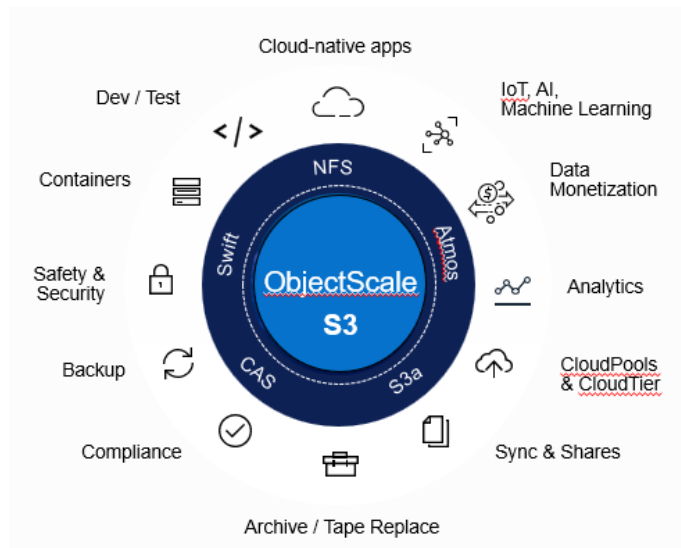 Cloud-native apps
Dev / Test
IoT, AI,
Machine Learning
</>
Containers
NFS
Data
Monetization
Swift
Atmos
Safety &
Security
ObjectScale
S3
Analytics
Backup
CAS
S3a
CloudPools
& CloudTier
Compliance
Sync & Shares
Archive / Tape Replace